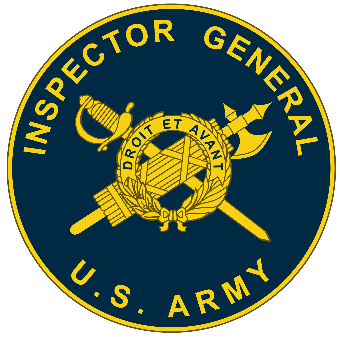 INSPECTOR GENERAL
DROIT ET AVANT
U.S. ARMY